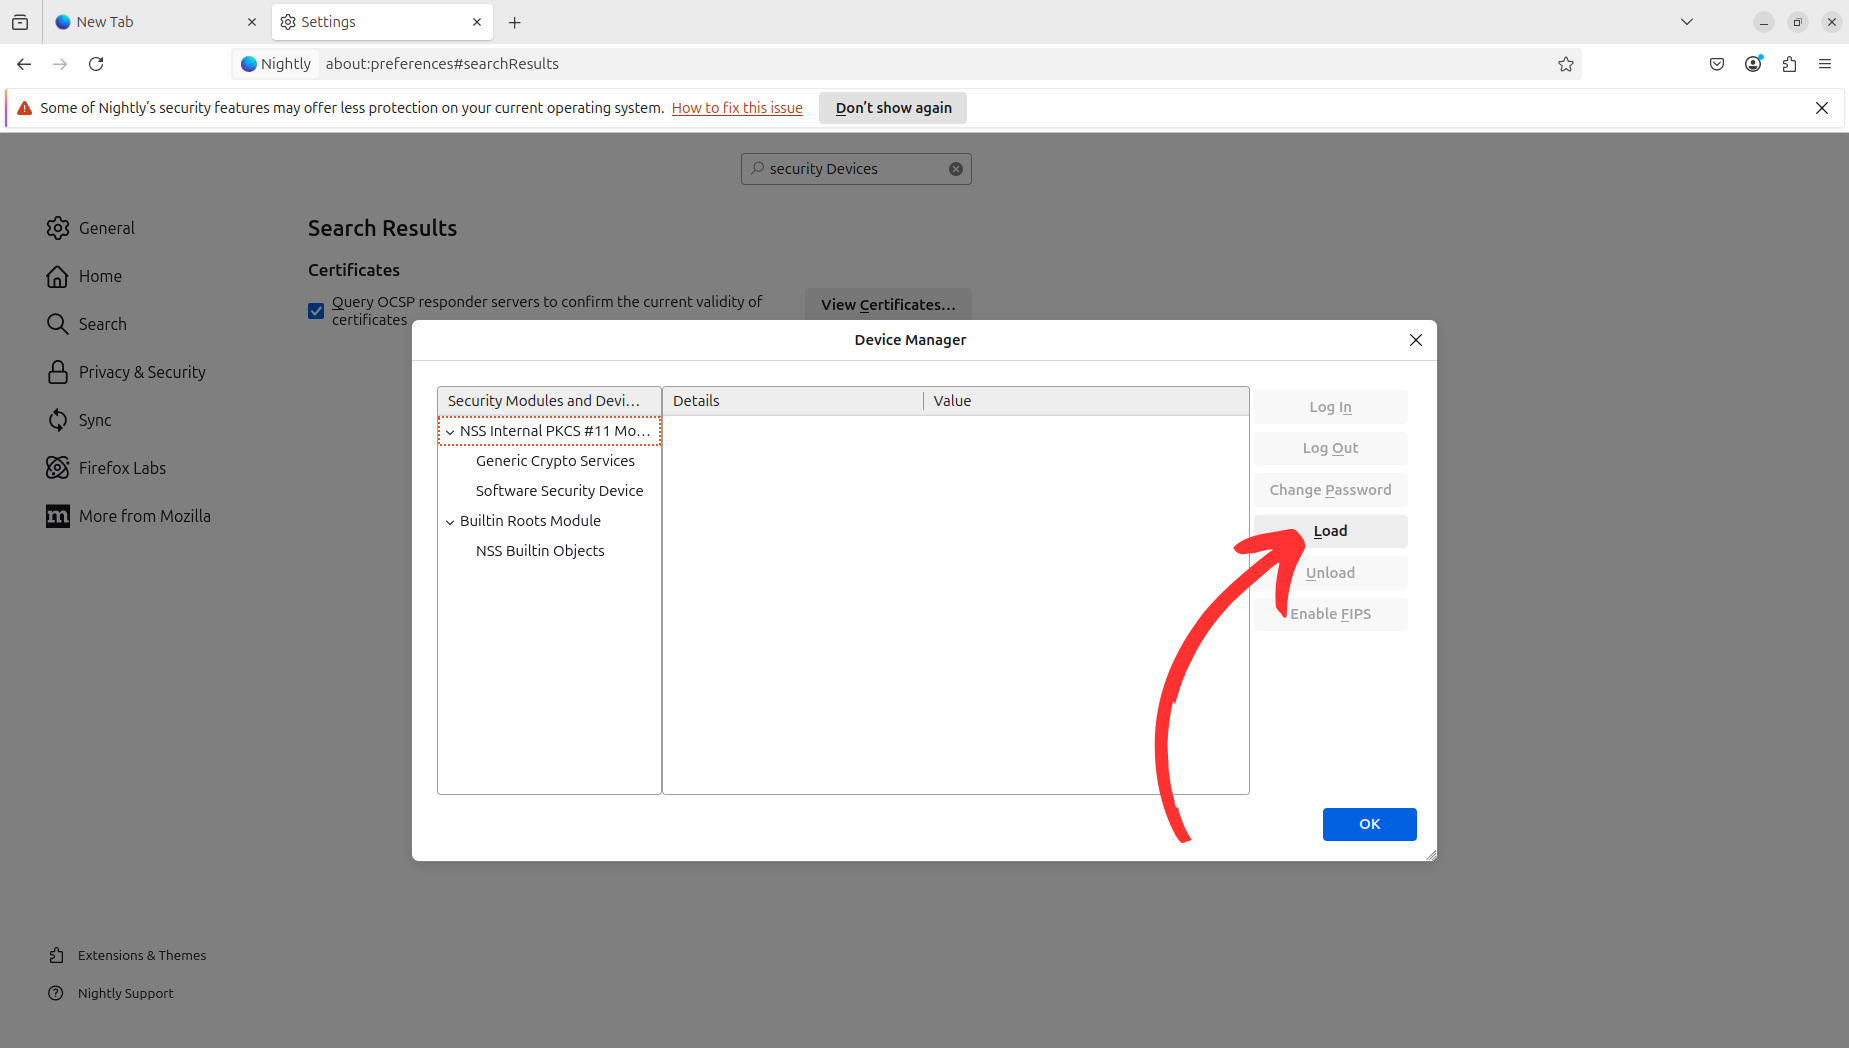 New Tab
Settings
Nightly
about:preferences#searchResults
Some of Nightly’s security features may offer less protection on your current operating system. How to fix this issue Don’t show again
security Devices
General
Home
Search
Privacy & Security
Sync
Firefox Labs
More from Mozilla
Extensions & Themes
Nightly Support
Search Results
Certificates
Query OCSP responder servers to confirm the current validity of
certificates
View Certificates…
Device Manager
Security Modules and Devi…
Details
Value
NSS Internal PKCS #11 Mo…
Generic Crypto Services
Software Security Device
Builtin Roots Module
NSS Builtin Objects
Log In
Log Out
Change Password
Load
Unload
Enable FIPS
OK